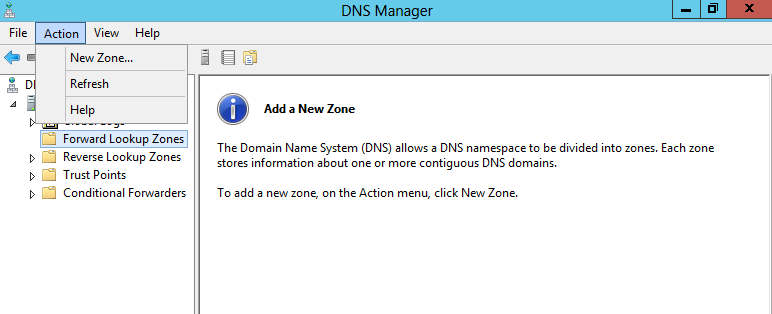 DNS Manager
File Action View Help
New Zone...
Refresh
Help
Forward Lookup Zones
Reverse Lookup Zones
Trust Points
Conditional Forwarders
Add a New Zone
The Domain Name System (DNS) allows a DNS namespace to be divided into zones. Each zone
stores information about one or more contiguous DNS domains.
To add a new zone, on the Action menu, click New Zone.